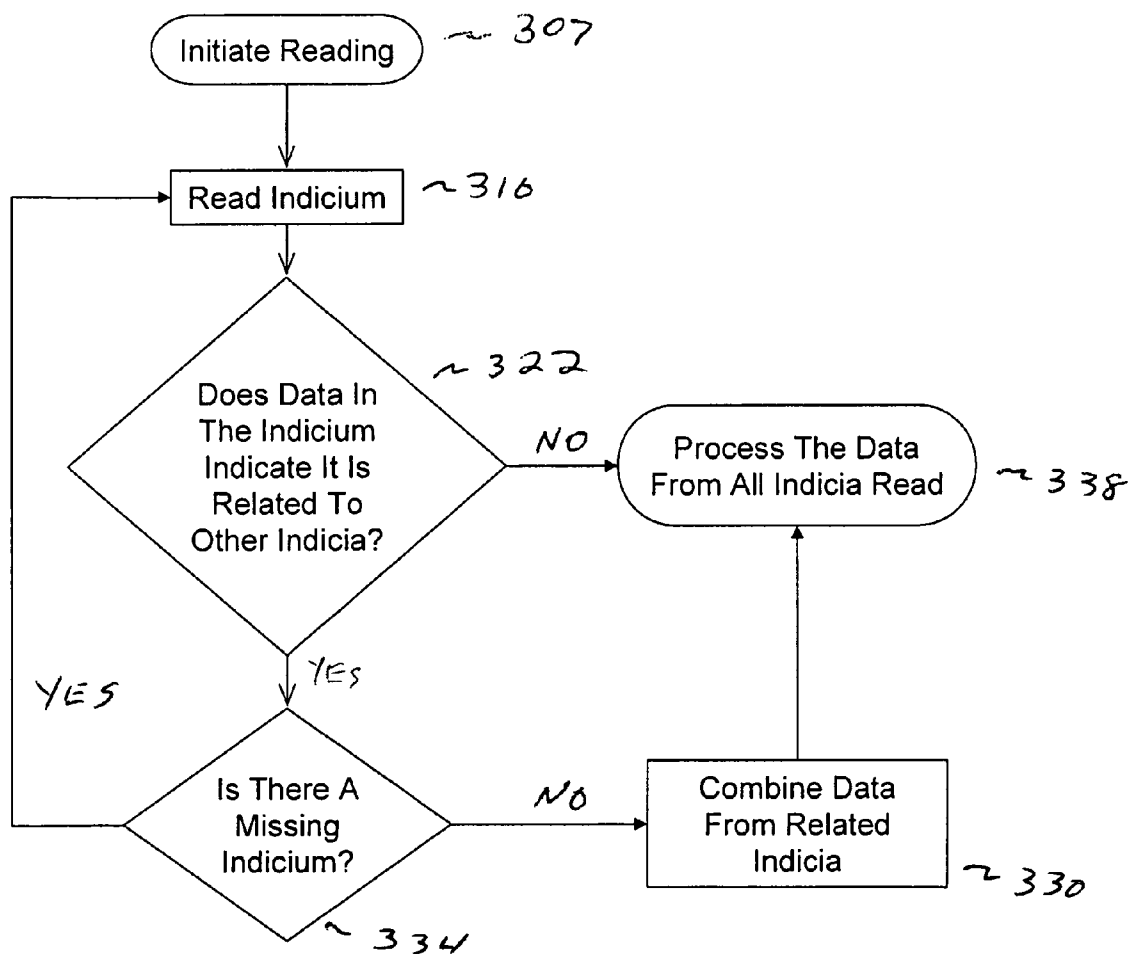 Initiate Reading
~ 307
Read Indicium
~310
~322
Does Data In
The Indicium
Indicate It Is
Related To
Other Indicia?
NO
Process The Data
From All Indicia Read
~338
YES
YES
Is There A
Missing
Indicium?
NO
Combine Data
From Related
Indicia
~330
~334